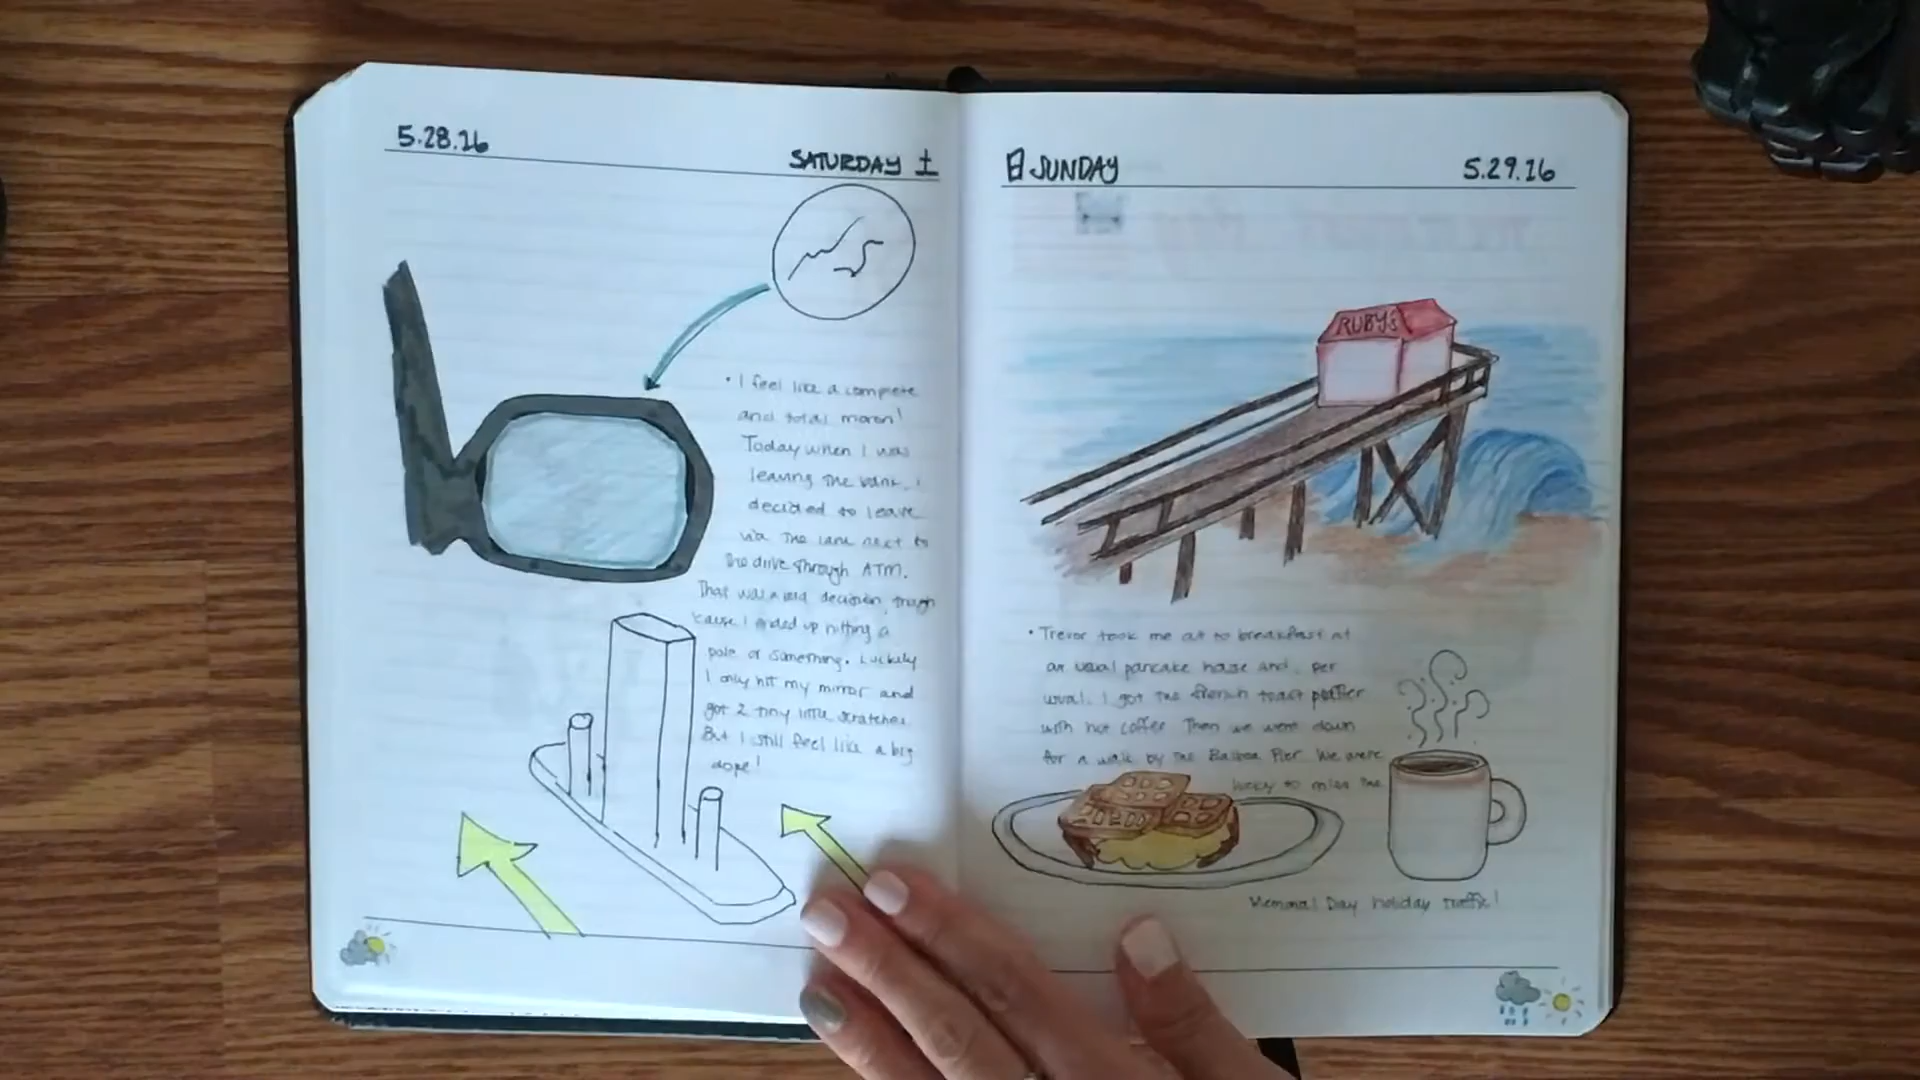 5.28.16
SATURDAY 土
• I feel like a complete
and total moron!
Today when I was
leaving the bank, I
decided to leave
via the lane next to
the drive through ATM.
That was a bad decision, though
'cause I ended up hitting a
pole or something. Luckily
I only hit my mirror and
got 2 tiny little scratches.
But I still feel like a big
dope!
日 SUNDAY
5.29.16
RUBYS
• Trevor took me out to breakfast at
our usual pancake house and, per
usual, I got the french toast platter
with hot coffee. Then we went down
for a walk by the Balboa Pier. We were
lucky to miss the
Memorial Day holiday traffic!